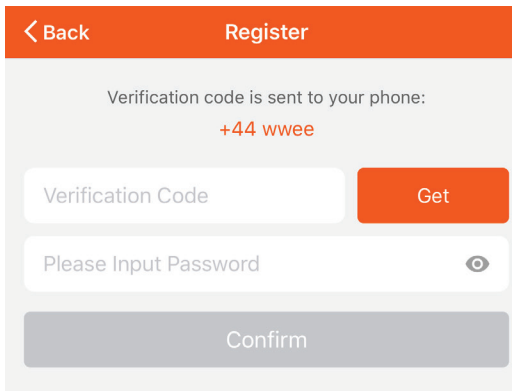 Back Register
Verification code is sent to your phone:
+44 wwee
Verification Code Get
Please Input Password
Confirm